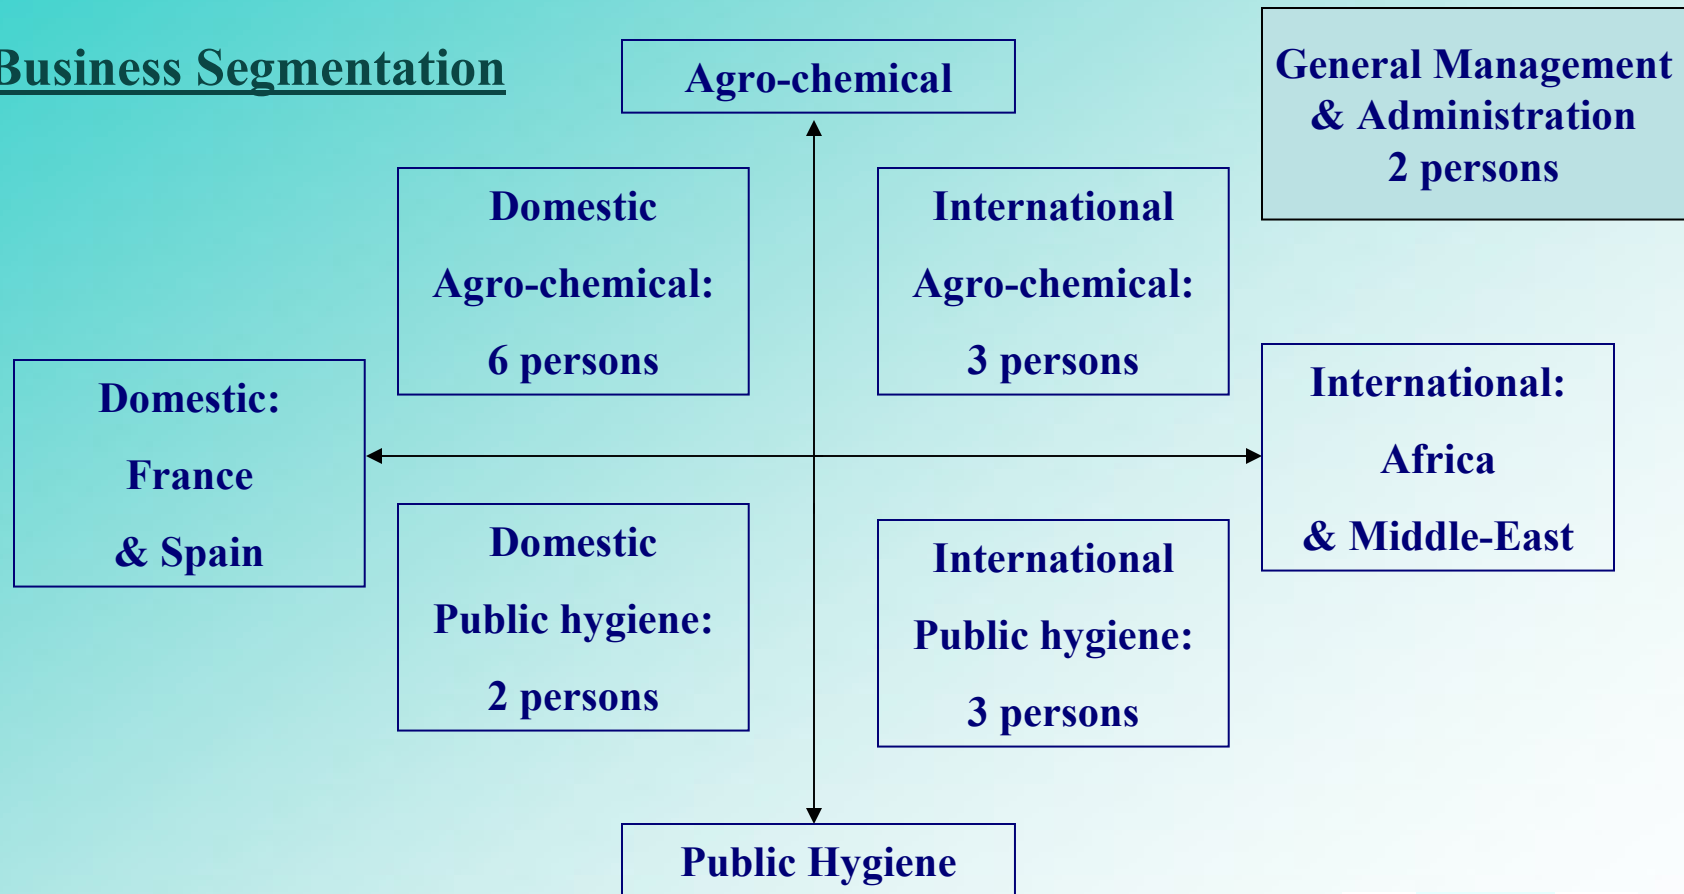 Business Segmentation
Agro-chemical
General Management
& Administration
2 persons
Domestic
Agro-chemical:
6 persons
International
Agro-chemical:
3 persons
Domestic:
France
& Spain
International:
Africa
& Middle-East
Domestic
Public hygiene:
2 persons
International
Public hygiene:
3 persons
Public Hygiene